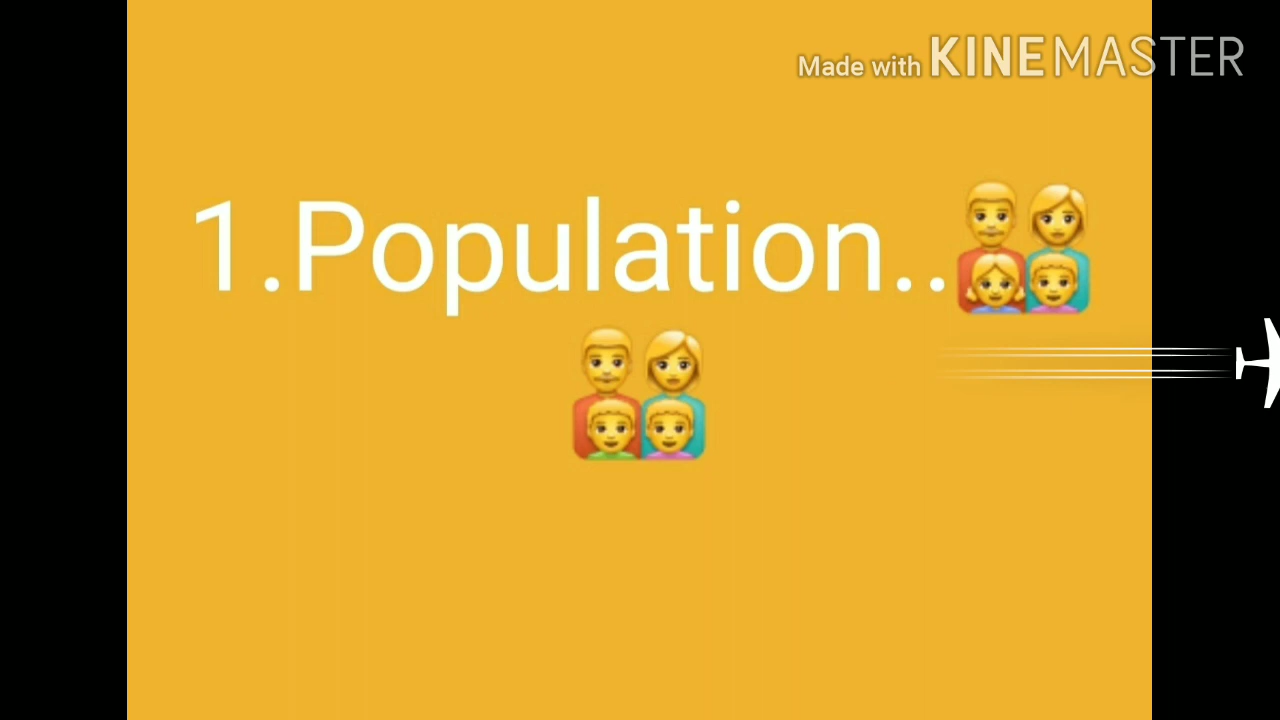 Made with KINEMASTER
1.Population..👨‍👩‍👧‍👦
👨‍👩‍👦‍👦